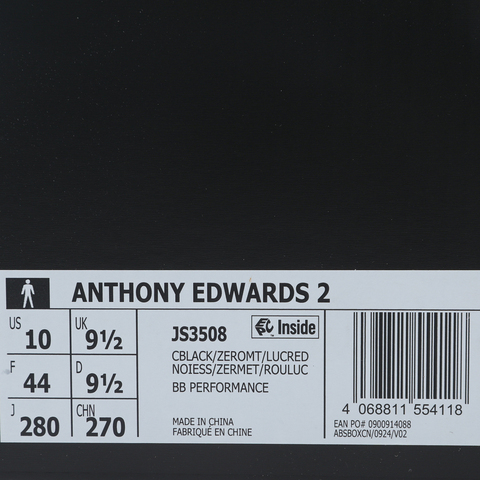 ANTHONY EDWARDS 2
US 10 UK 9½
F 44 D 9½
J 280 CHN 270
JS3508
Inside
CBLACK/ZEROMT/LUCRED
NOIESS/ZERMET/ROULUC
BB PERFORMANCE
MADE IN CHINA
FABRIQUÉ EN CHINE
4 068811 554118
EAN PO# 0900914088
ABSBOXCN/0924/V02